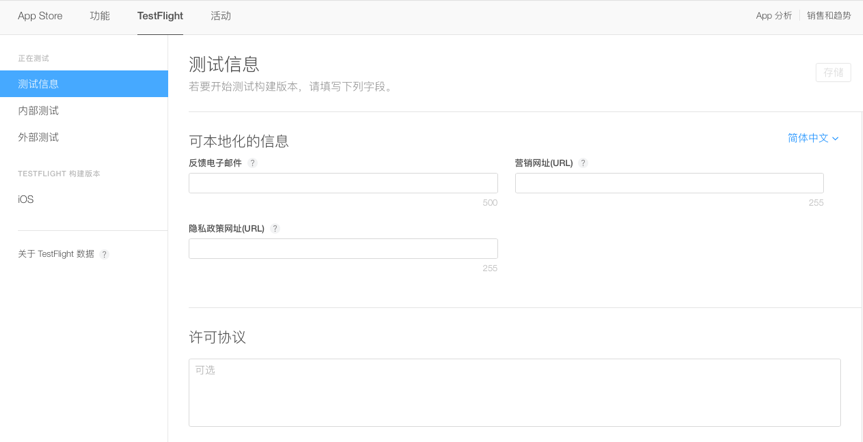 App Store 功能 TestFlight 活动 App 分析 销售和趋势
正在测试
测试信息
内部测试
外部测试
TESTFLIGHT 构建版本
iOS
关于 TestFlight 数据 ?
测试信息
若要开始测试构建版本，请填写下列字段。
存储
可本地化的信息
简体中文
反馈电子邮件 ?
营销网址(URL) ?
500
255
隐私政策网址(URL) ?
255
许可协议
可选